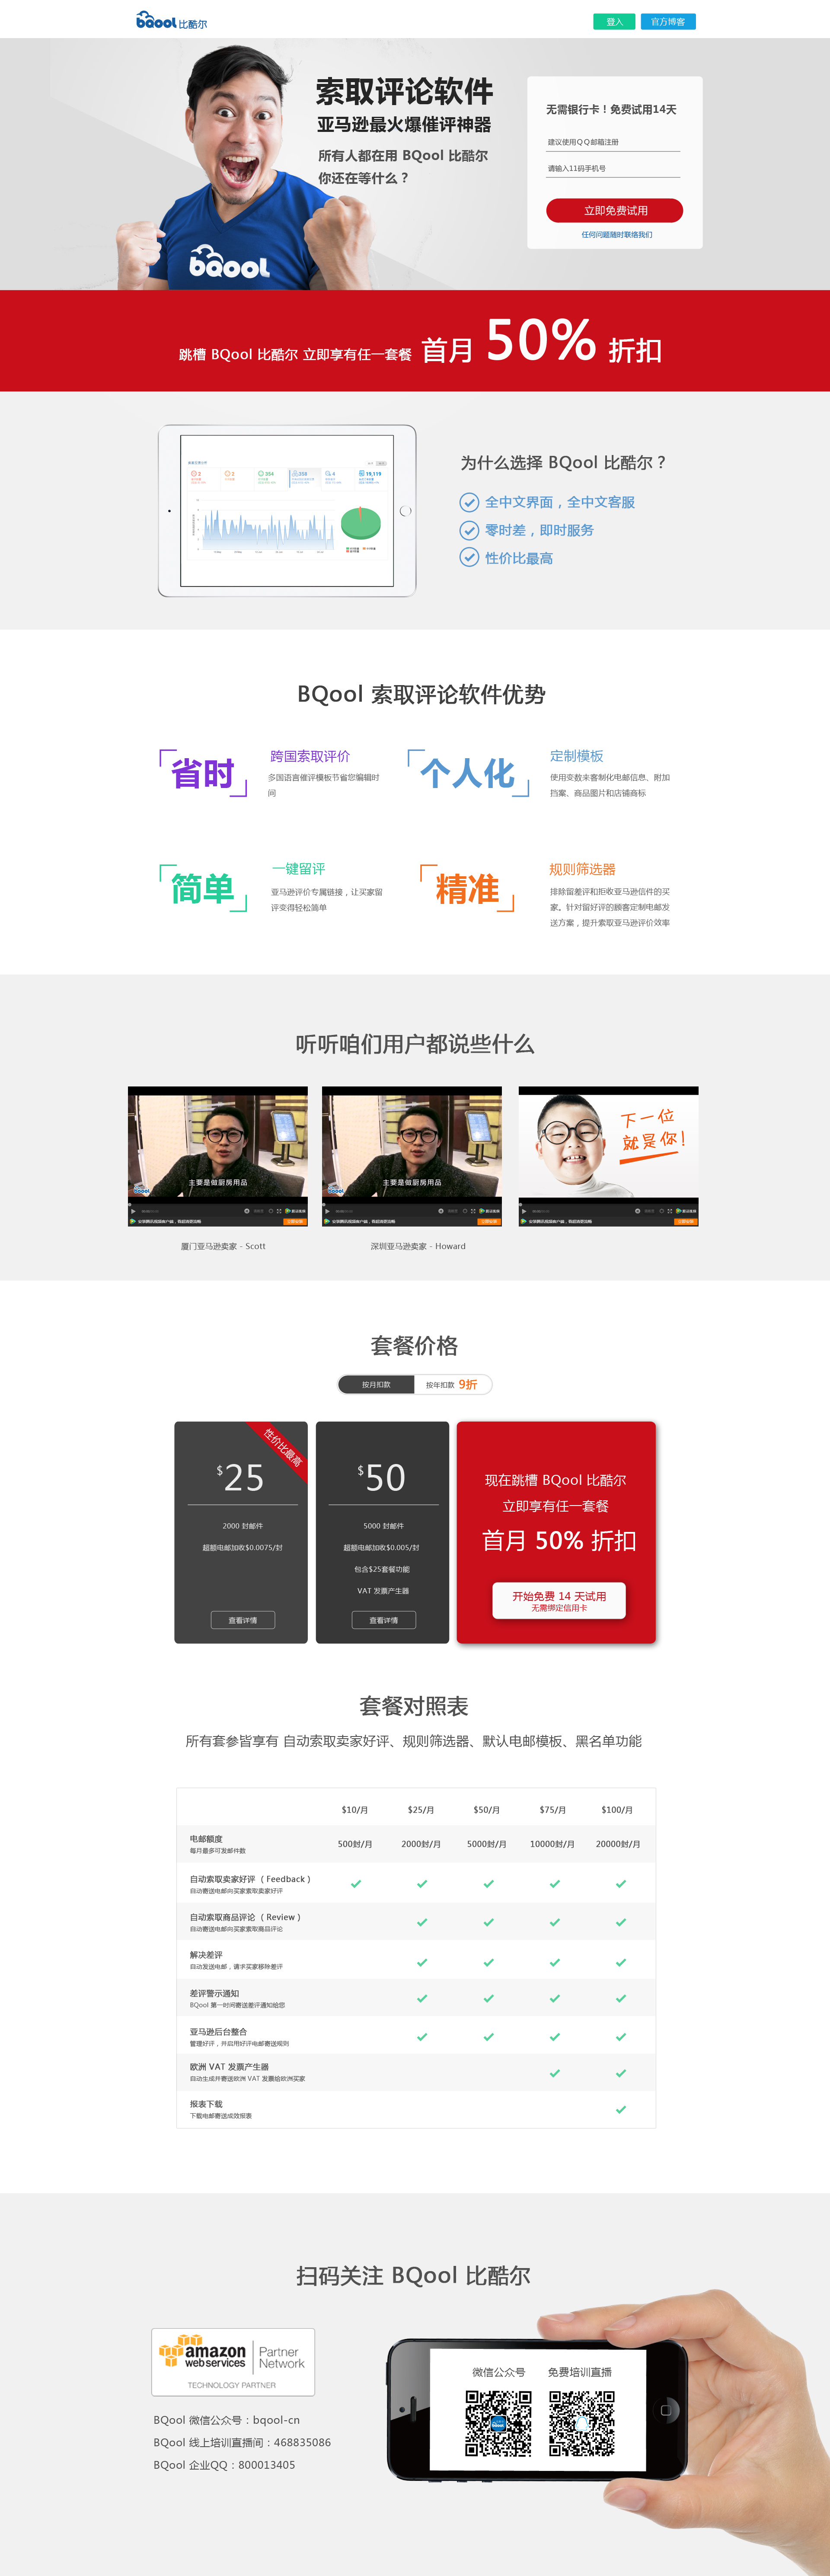 bqool 比酷尔
登入
官方博客
索取评论软件
亚马逊最火爆催评神器
所有人都在用 BQool 比酷尔
你还在等什么？
bqool
无需银行卡！免费试用14天
建议使用QQ邮箱注册
请输入11码手机号
立即免费试用
任何问题随时联络我们
跳槽 BQool 比酷尔 立即享有任一套餐 首月 50% 折扣
为什么选择 BQool 比酷尔？
全中文界面，全中文客服
零时差，即时服务
性价比最高
BQool 索取评论软件优势
省时
跨国索取评价
多国语言催评模板节省您编辑时
间
个人化
定制模板
使用变数来客制化电邮信息、附加
挡案、商品图片和店铺商标
简单
一键留评
亚马逊评价专属链接，让买家留
评变得轻松简单
精准
规则筛选器
排除留差评和拒收亚马逊信件的买
家。针对留好评的顾客定制电邮发
送方案，提升索取亚马逊评价效率
听听咱们用户都说些什么
主要是做厨房用品
主要是做厨房用品
下一位
就是你！
厦门亚马逊卖家 - Scott
深圳亚马逊卖家 - Howard
套餐价格
按月扣款
按年扣款 9折
性价比最高
$25
2000 封邮件
超额电邮加收$0.0075/封
查看详情
$50
5000 封邮件
超额电邮加收$0.005/封
包含$25套餐功能
VAT 发票产生器
查看详情
现在跳槽 BQool 比酷尔
立即享有任一套餐
首月 50% 折扣
开始免费 14 天试用
无需绑定信用卡
套餐对照表
所有套参皆享有 自动索取卖家好评、规则筛选器、默认电邮模板、黑名单功能
$10/月 $25/月 $50/月 $75/月 $100/月
电邮额度
每月最多可发邮件数
500封/月 2000封/月 5000封/月 10000封/月 20000封/月
自动索取卖家好评（Feedback）
自动寄送电邮向买家索取卖家好评
自动索取商品评论（Review）
自动寄送电邮向买家索取商品评论
解决差评
自动发送电邮，请求买家移除差评
差评警示通知
BQool 第一时间寄送差评通知给您
亚马逊后台整合
管理好评，并启用好评电邮寄送规则
欧洲 VAT 发票产生器
自动生成并寄送欧洲 VAT 发票给欧洲买家
报表下载
下载电邮寄送成效报表
扫码关注 BQool 比酷尔
amazon
webservices
Partner
Network
TECHNOLOGY PARTNER
BQool 微信公众号：bqool-cn
BQool 线上培训直播间：468835086
BQool 企业QQ：800013405
微信公众号
免费培训直播